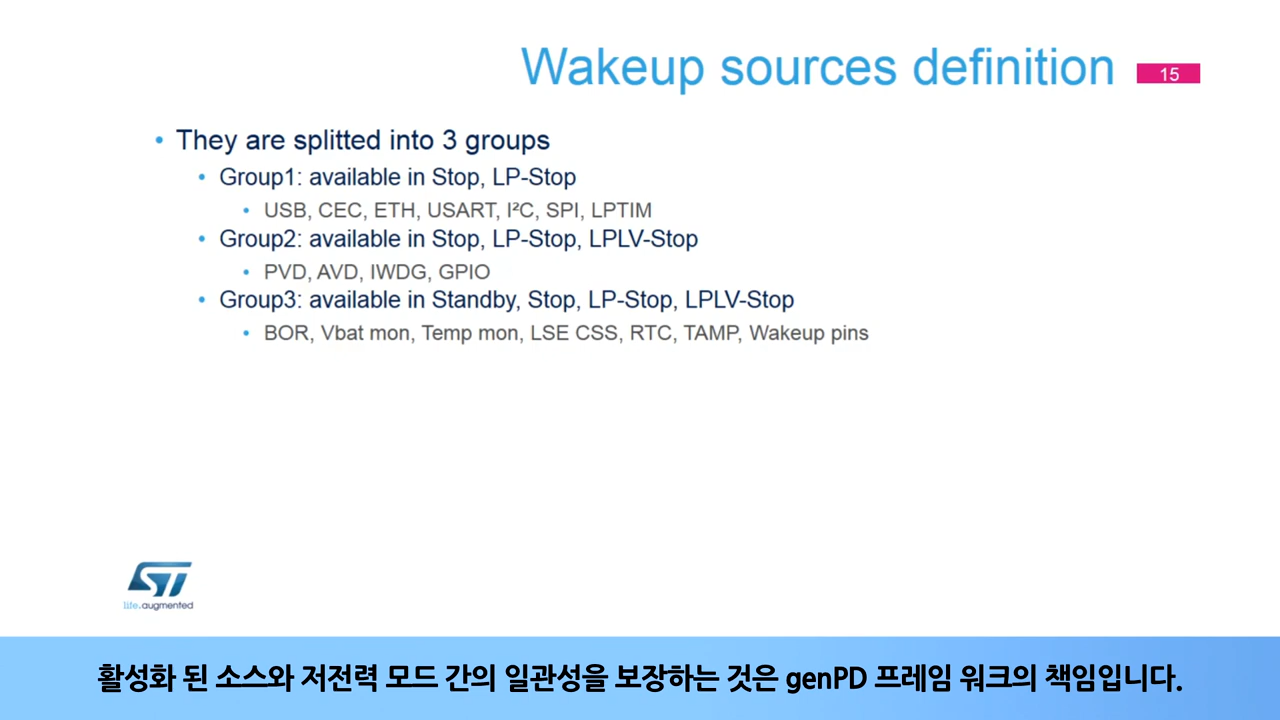 Wakeup sources definition
15
• They are splitted into 3 groups
• Group1: available in Stop, LP-Stop
• USB, CEC, ETH, USART, I²C, SPI, LPTIM
• Group2: available in Stop, LP-Stop, LPLV-Stop
• PVD, AVD, IWDG, GPIO
• Group3: available in Standby, Stop, LP-Stop, LPLV-Stop
• BOR, Vbat mon, Temp mon, LSE CSS, RTC, TAMP, Wakeup pins
ST
life.augmented
활성화 된 소스와 저전력 모드 간의 일관성을 보장하는 것은 genPD 프레임 워크의 책임입니다.